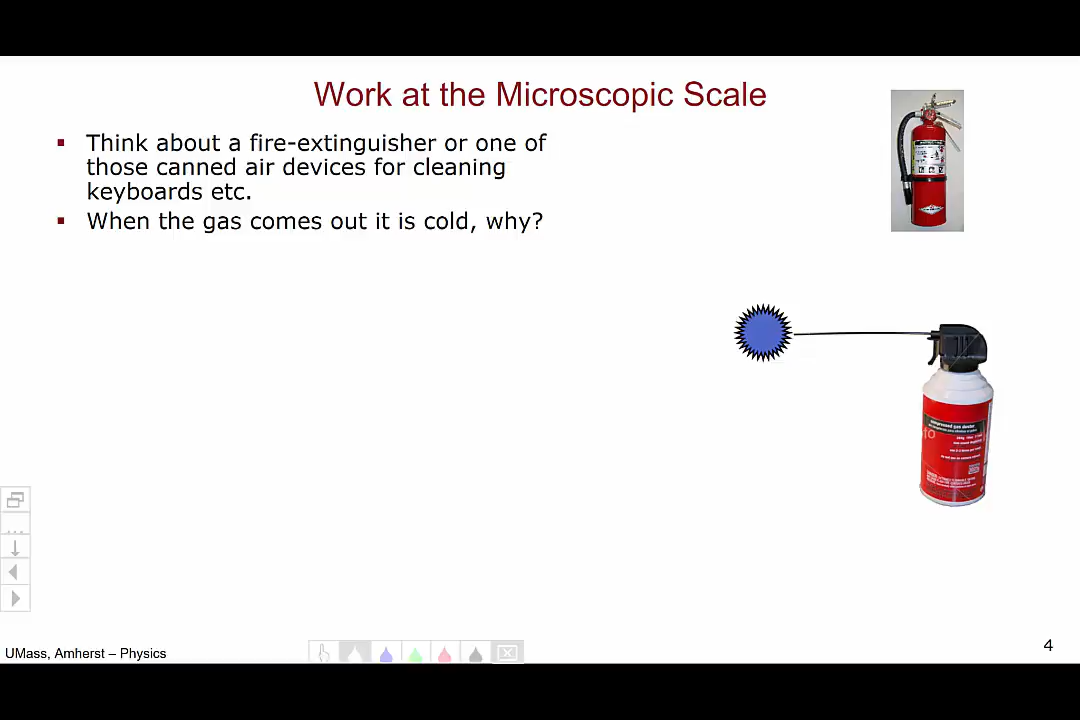 Work at the Microscopic Scale
▪ Think about a fire-extinguisher or one of
those canned air devices for cleaning
keyboards etc.
▪ When the gas comes out it is cold, why?
UMass, Amherst – Physics
4